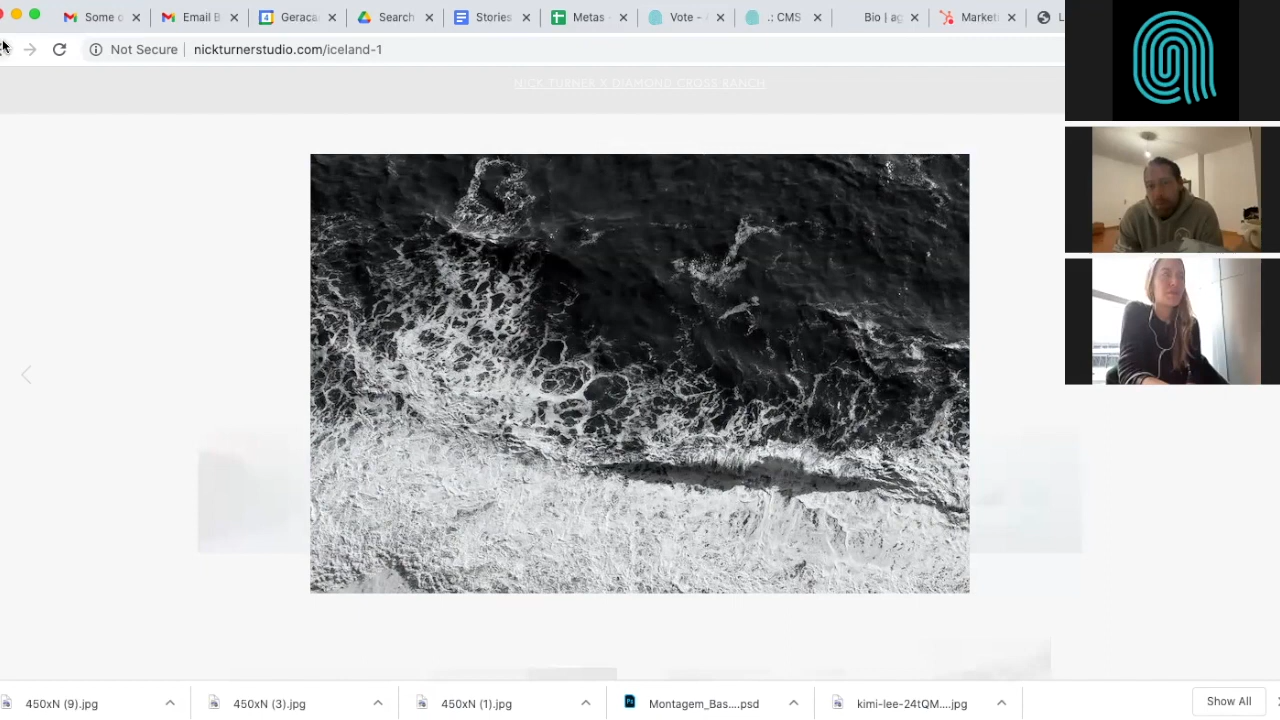 Some o
Email B
Geraca
Search
Stories
Metas -
Vote -
.: CMS
Bio | ag
Marketi
L
Not Secure
nickturnerstudio.com/iceland-1
NICK TURNER X DIAMOND CROSS RANCH
450xN (9).jpg
450xN (3).jpg
450xN (1).jpg
Montagem_Bas....psd
kimi-lee-24tQM....jpg
Show All